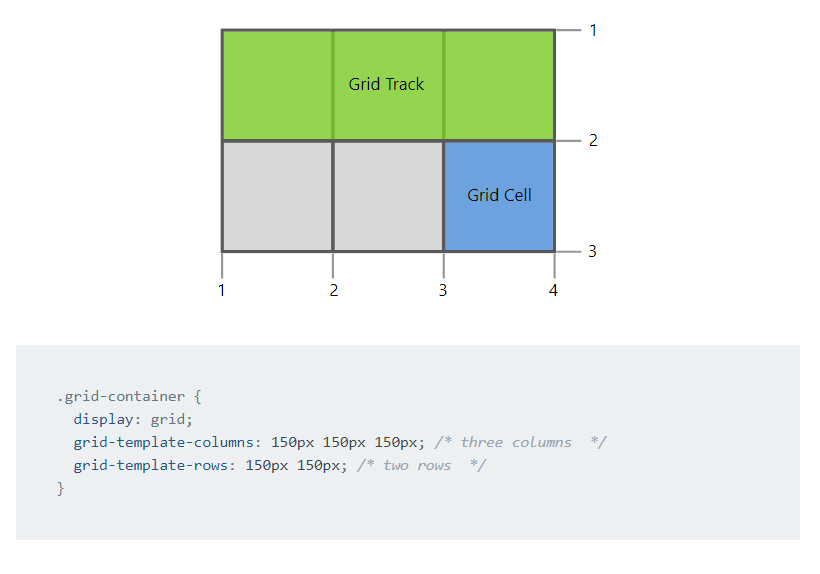 1
Grid Track
2
Grid Cell
3
1 2 3 4
.grid-container {
  display: grid;
  grid-template-columns: 150px 150px 150px; /* three columns  */
  grid-template-rows: 150px 150px; /* two rows  */
}